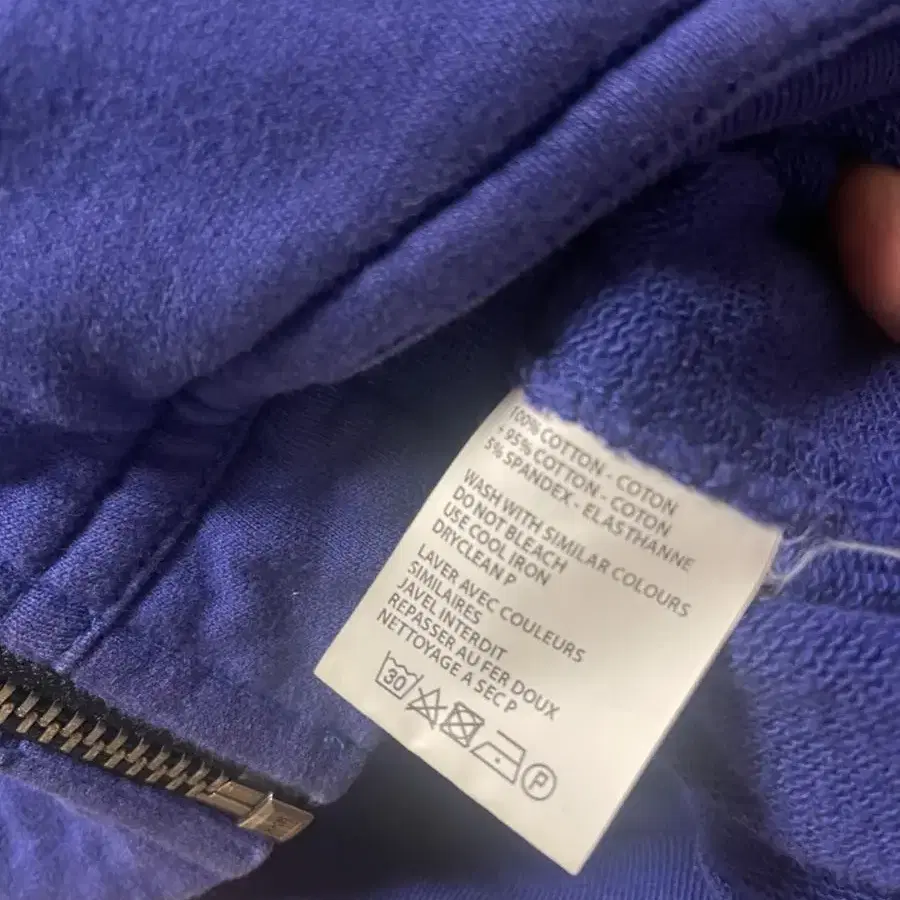 100% COTTON - COTON
+ 95% COTTON - COTON
5% SPANDEX - ELASTHANNE
WASH WITH SIMILAR COLOURS
DO NOT BLEACH
USE COOL IRON
DRYCLEAN P
LAVER AVEC COULEURS
SIMILAIRES
JAVEL INTERDIT
REPASSER AU FER DOUX
NETTOYAGE A SEC P
30
P